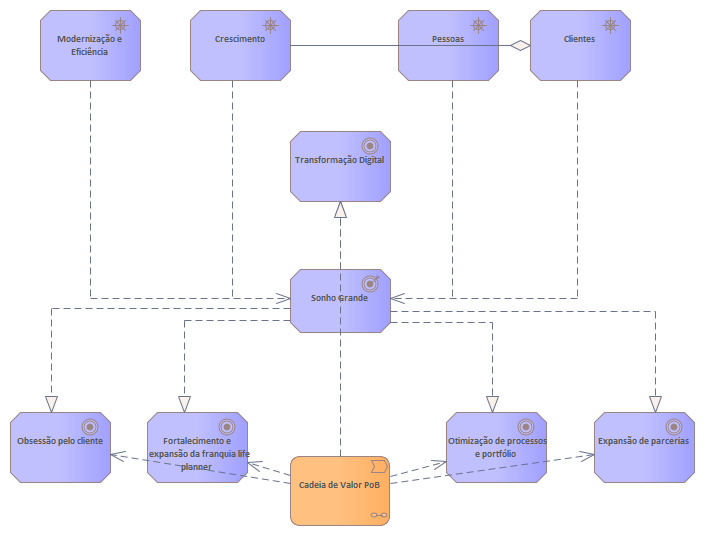 Modernização e
Eficiência
Crescimento
Pessoas
Clientes
Transformação Digital
Sonho Grande
Obsessão pelo cliente
Fortalecimento e
expansão da franquia life
planner
Otimização de processos
e portfólio
Expansão de parcerias
Cadeia de Valor PoB